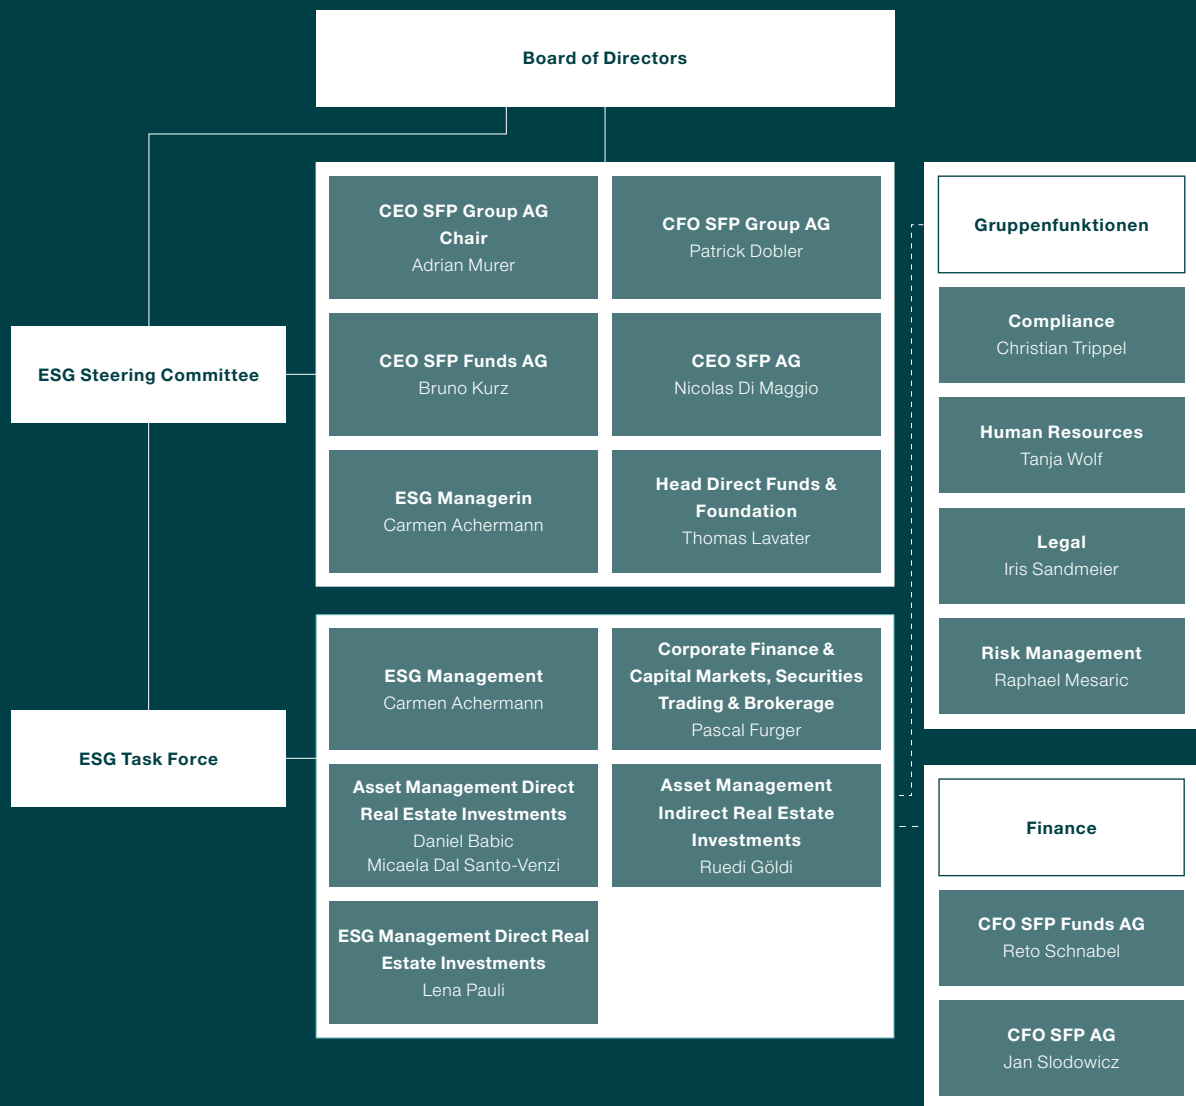 Board of Directors
CEO SFP Group AG
Chair
Adrian Murer
CFO SFP Group AG
Patrick Dobler
ESG Steering Committee
CEO SFP Funds AG
Bruno Kurz
CEO SFP AG
Nicolas Di Maggio
ESG Managerin
Carmen Achermann
Head Direct Funds &
Foundation
Thomas Lavater
ESG Task Force
ESG Management
Carmen Achermann
Corporate Finance &
Capital Markets, Securities
Trading & Brokerage
Pascal Furger
Asset Management Direct
Real Estate Investments
Daniel Babic
Micaela Dal Santo-Venzi
Asset Management
Indirect Real Estate
Investments
Ruedi Göldi
ESG Management Direct Real
Estate Investments
Lena Pauli
Gruppenfunktionen
Compliance
Christian Trippel
Human Resources
Tanja Wolf
Legal
Iris Sandmeier
Risk Management
Raphael Mesaric
Finance
CFO SFP Funds AG
Reto Schnabel
CFO SFP AG
Jan Slodowicz